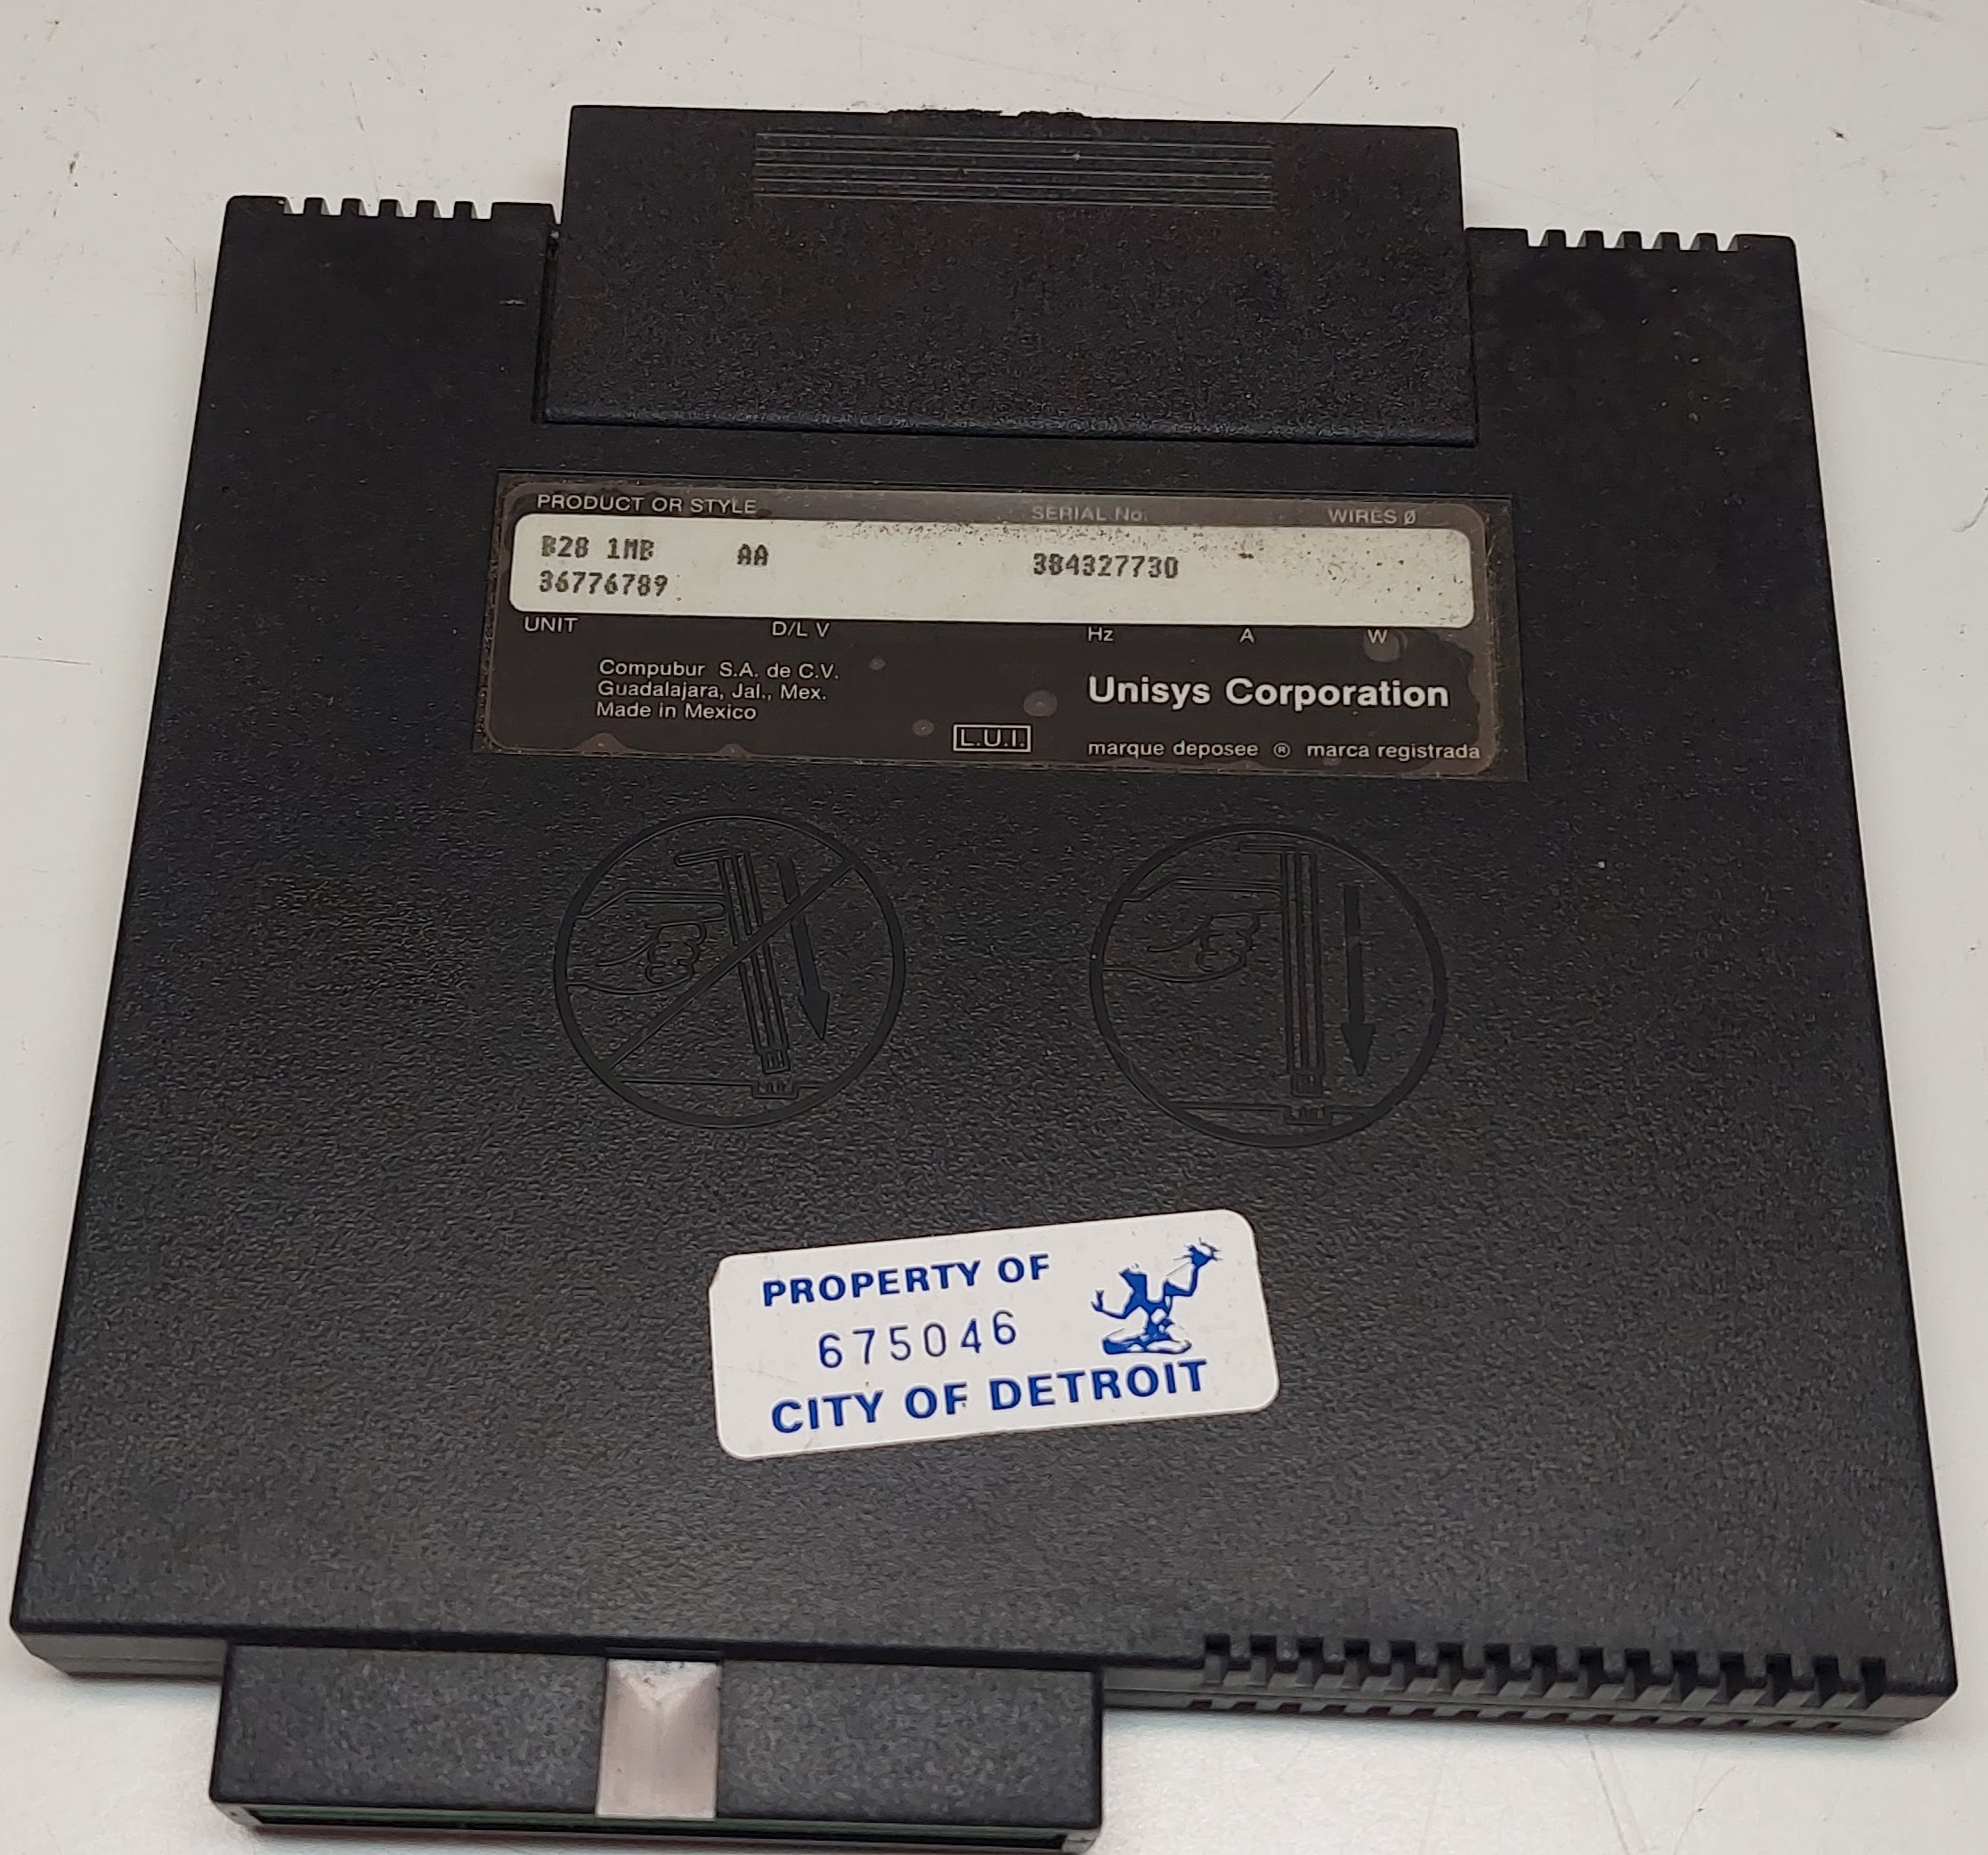 PRODUCT OR STYLE SERIAL No. WIRES Ø
B28 1MB AA 384327730 -
36776789
UNIT D/L V Hz A W
Compubur S.A. de C.V.
Guadalajara, Jal., Mex.
Made in Mexico
Unisys Corporation
L.U.I.
marque deposee ® marca registrada
PROPERTY OF
675046
CITY OF DETROIT